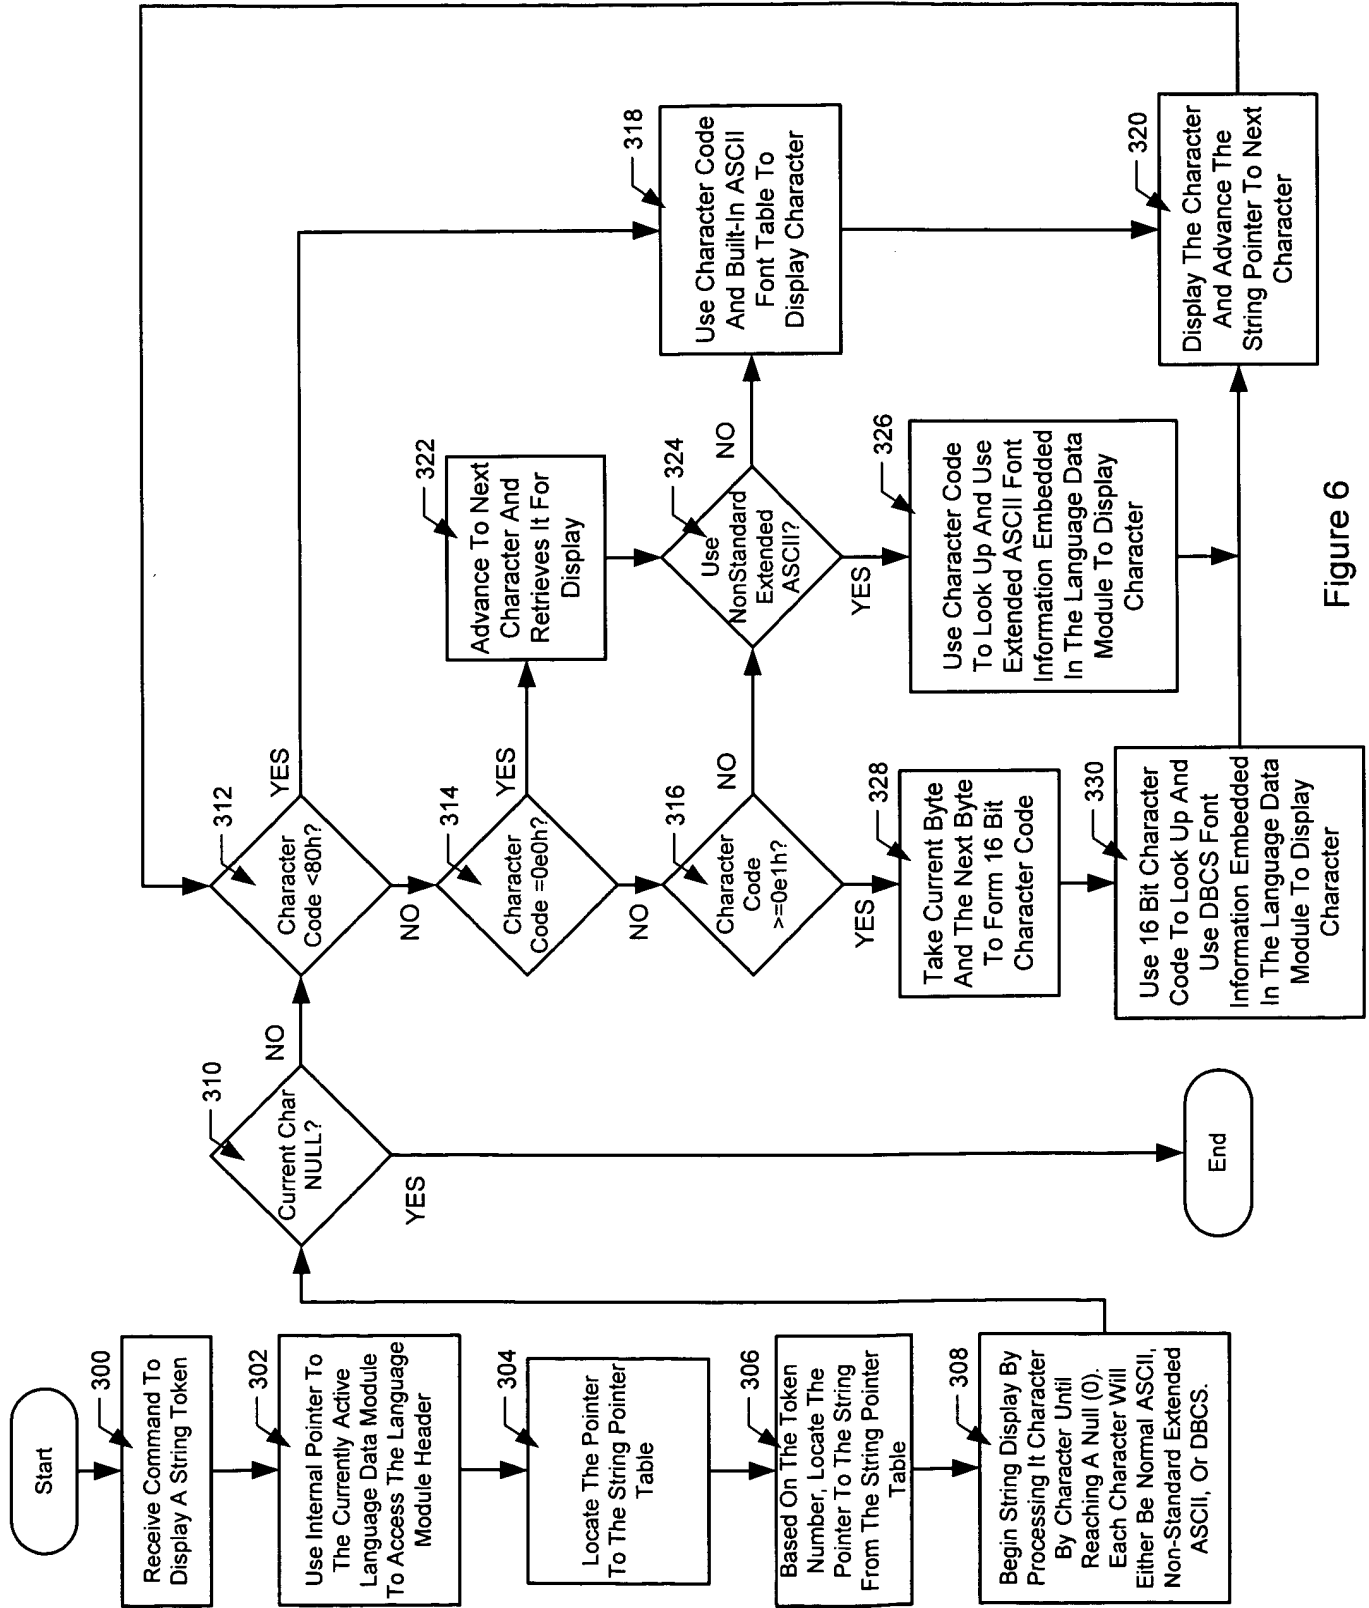 Start
300
Receive Command To
Display A String Token
302
Use Internal Pointer To
The Currently Active
Language Data Module
To Access The Language
Module Header
304
Locate The Pointer
To The String Pointer
Table
306
Based On The Token
Number, Locate The
Pointer To The String
From The String Pointer
Table
308
Begin String Display By
Processing It Character
By Character Until
Reaching A Null (0).
Each Character Will
Either Be Normal ASCII,
Non-Standard Extended
ASCII, Or DBCS.
310
Current Char
NULL?
NO
YES
End
312
Character
Code <80h?
YES
NO
314
Character
Code =0e0h?
YES
NO
316
Character
Code
>=0e1h?
NO
YES
322
Advance To Next
Character And
Retrieves It For
Display
324
Use
NonStandard
Extended
ASCII?
NO
YES
318
Use Character Code
And Built-In ASCII
Font Table To
Display Character
326
Use Character Code
To Look Up And Use
Extended ASCII Font
Information Embedded
In The Language Data
Module To Display
Character
328
Take Current Byte
And The Next Byte
To Form 16 Bit
Character Code
330
Use 16 Bit Character
Code To Look Up And
Use DBCS Font
Information Embedded
In The Language Data
Module To Display
Character
320
Display The Character
And Advance The
String Pointer To Next
Character
Figure 6